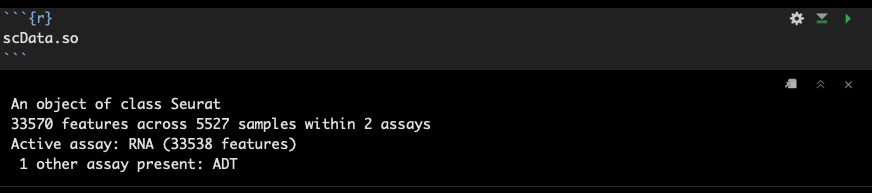 ```{r}
scData.so
```
An object of class Seurat
33570 features across 5527 samples within 2 assays
Active assay: RNA (33538 features)
 1 other assay present: ADT